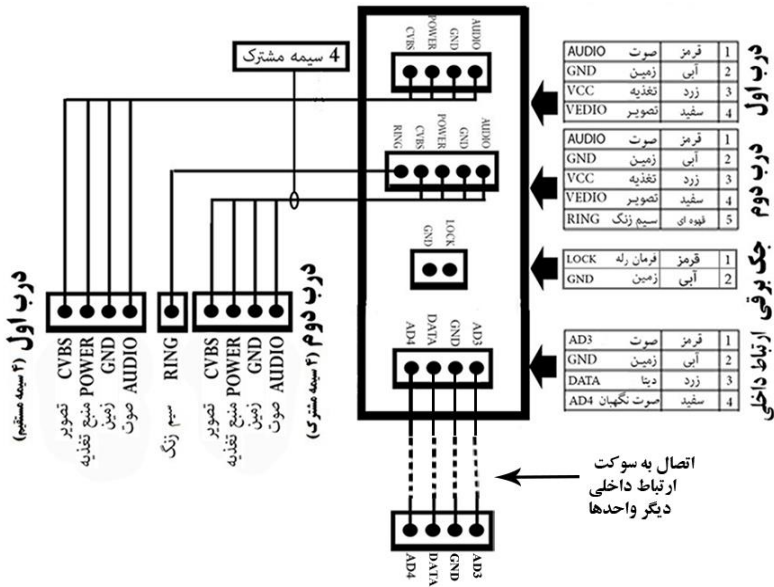 CVBS POWER GND AUDIO
4 سیمه مشترک
RING CVBS POWER GND AUDIO
GND LOCK
AD4 DATA GND AD3
AD4 DATA GND AD3
درب اول
1 قرمز صوت AUDIO
2 آبی زمین GND
3 زرد تغذیه VCC
4 سفید تصویر VEDIO
درب دوم
1 قرمز صوت AUDIO
2 آبی زمین GND
3 زرد تغذیه VCC
4 سفید تصویر VEDIO
5 قهوه ای سیم زنگ RING
جک برقی
1 قرمز فرمان رله LOCK
2 آبی زمین GND
ارتباط داخلی
1 قرمز صوت AD3
2 آبی زمین GND
3 زرد دیتا DATA
4 سفید صوت نگهبان AD4
اتصال به سوکت
ارتباط داخلی
دیگر واحدها
درب اول (۴ سیمه مستقیم)
CVBS تصویر
POWER منبع تغذیه
GND زمین
AUDIO صوت
RING سیم زنگ
درب دوم (۴ سیمه مشترک)
CVBS تصویر
POWER منبع تغذیه
GND زمین
AUDIO صوت